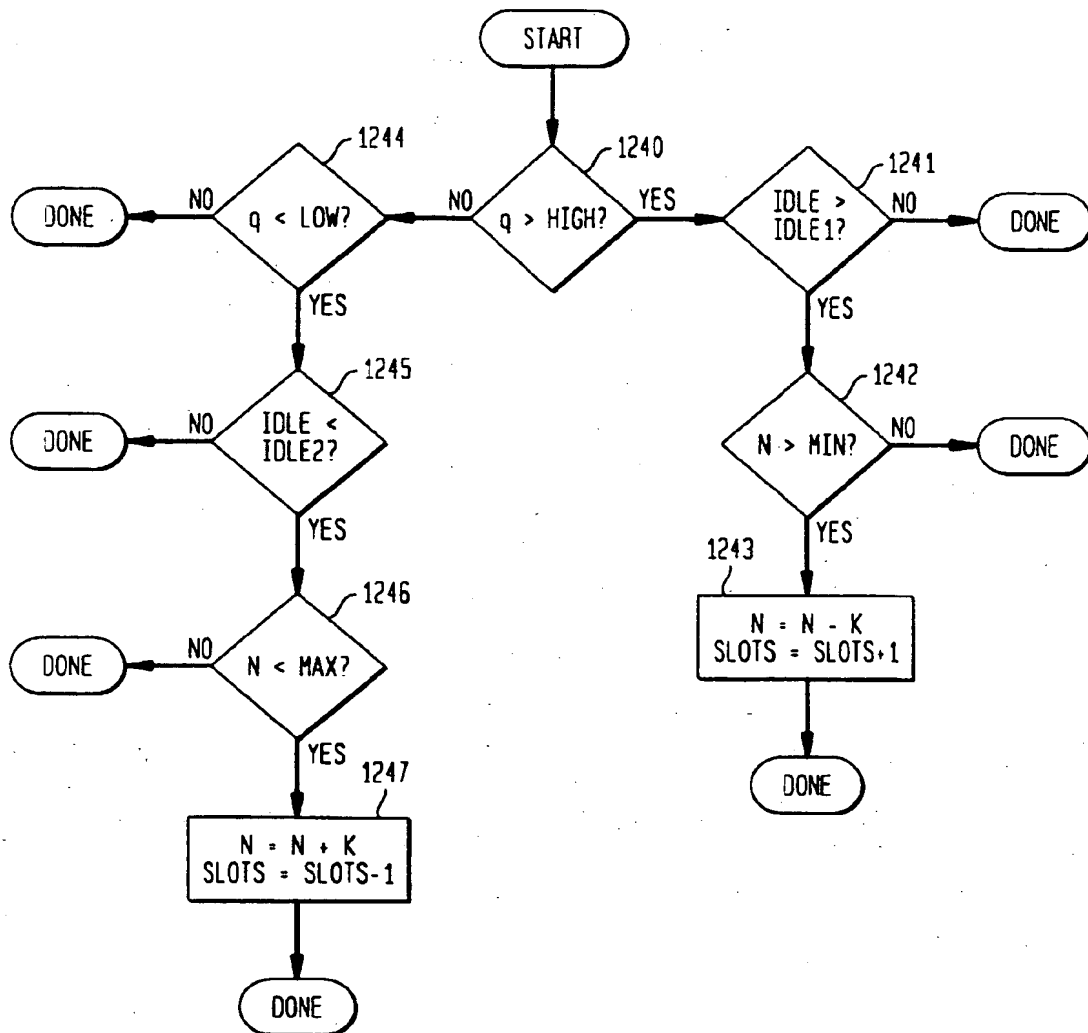 START
1244
1240
1241
DONE
NO
q < LOW?
NO
q > HIGH?
YES
IDLE >
IDLE1?
NO
DONE
YES
YES
1245
1242
DONE
NO
IDLE <
IDLE2?
N > MIN?
NO
DONE
YES
YES
1246
1243
DONE
NO
N < MAX?
N = N - K
SLOTS = SLOTS+1
YES
1247
DONE
N = N + K
SLOTS = SLOTS-1
DONE